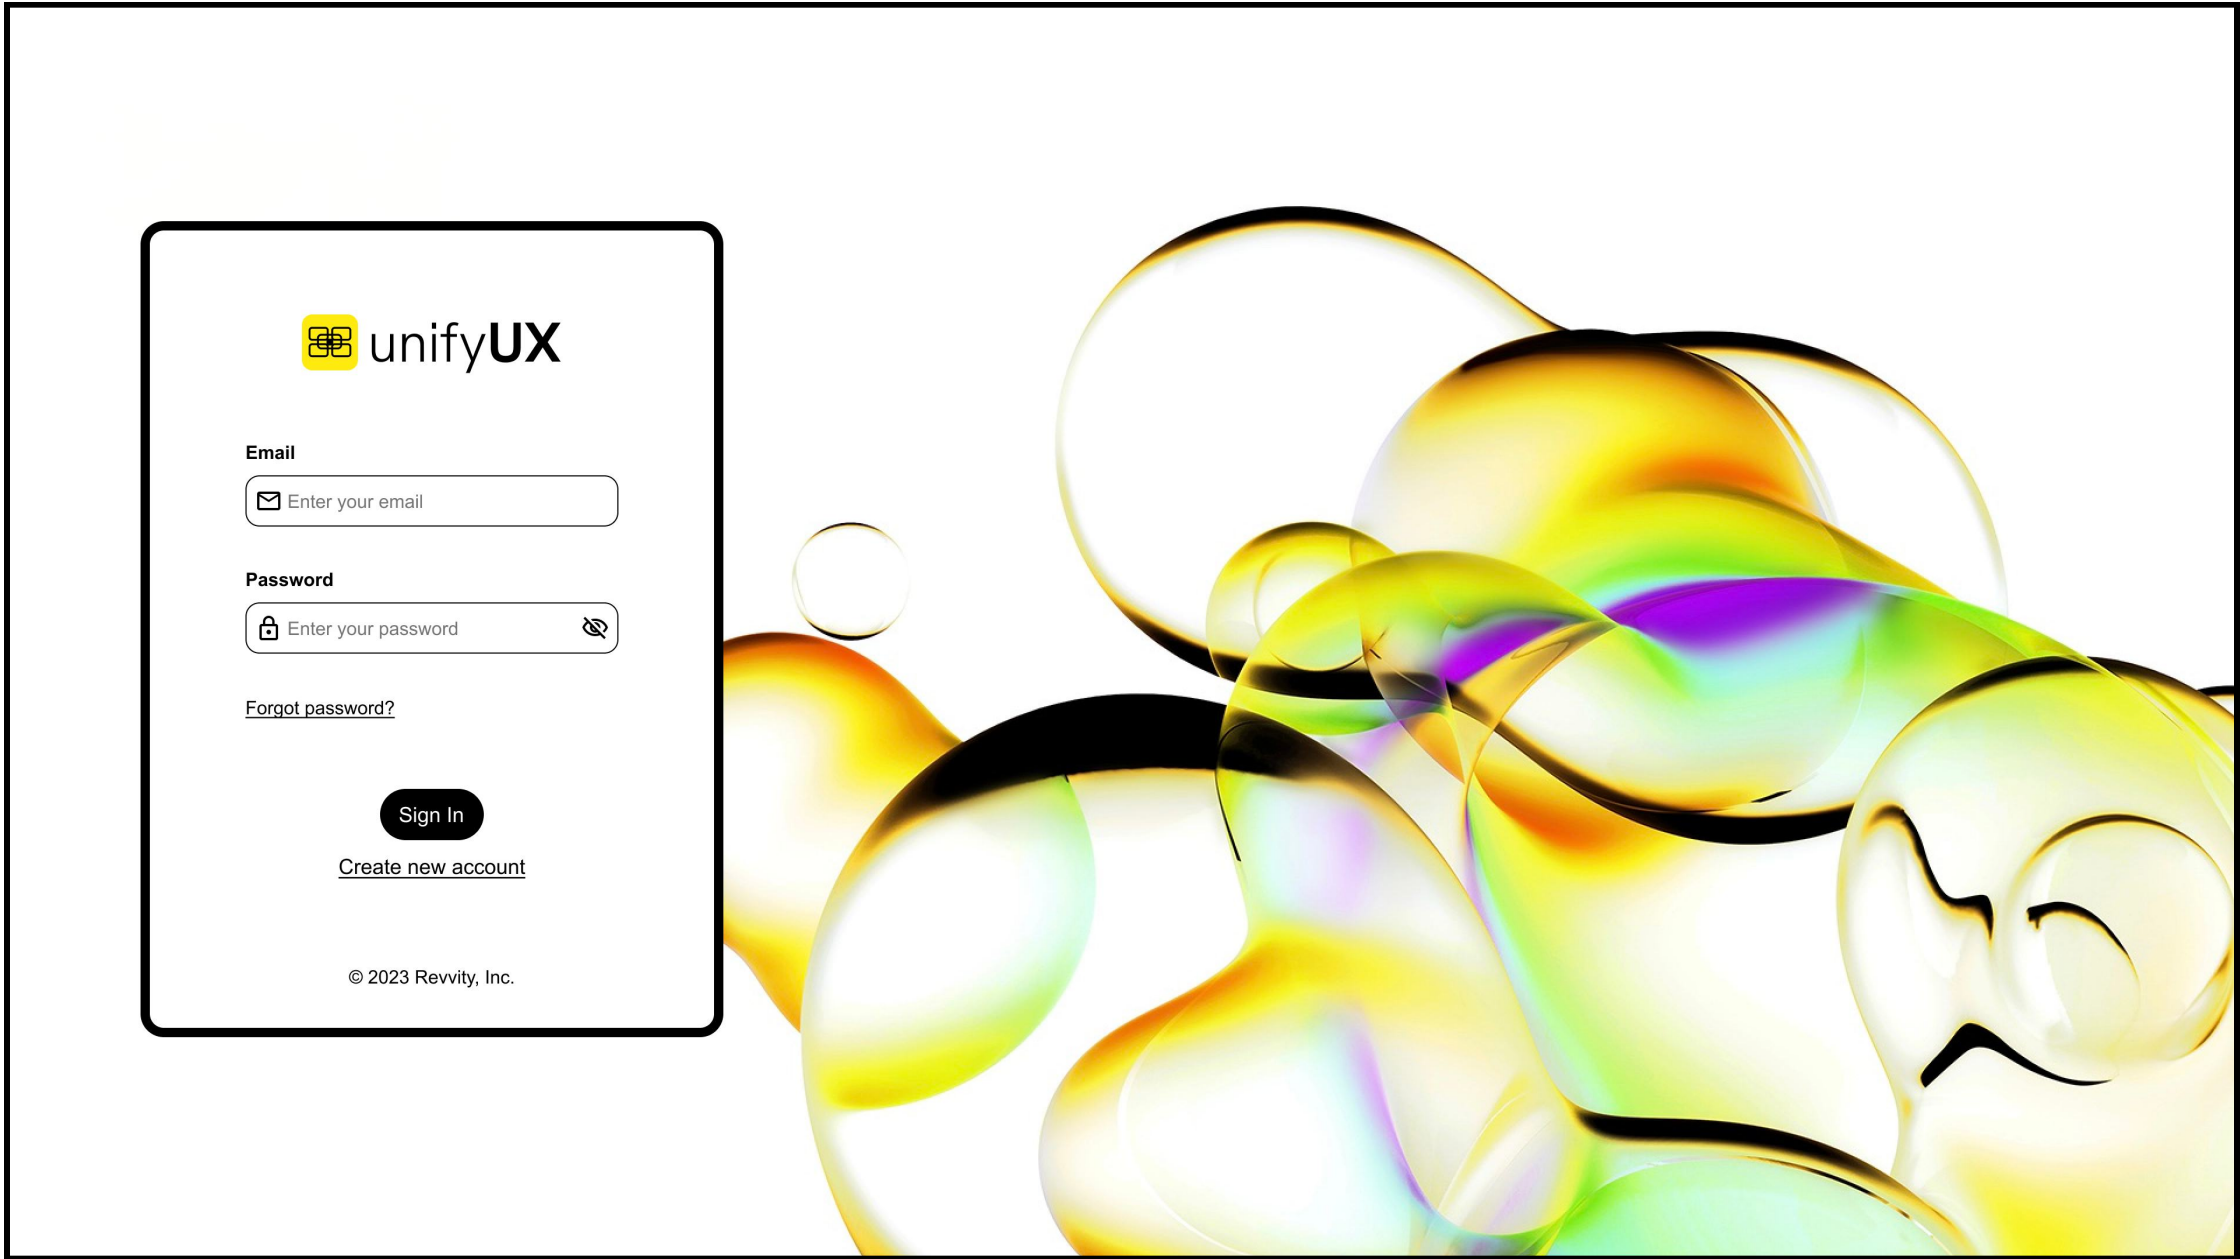 unifyUX
Email
Enter your email
Password
Enter your password
Forgot password?
Sign In
Create new account
© 2023 Revvity, Inc.